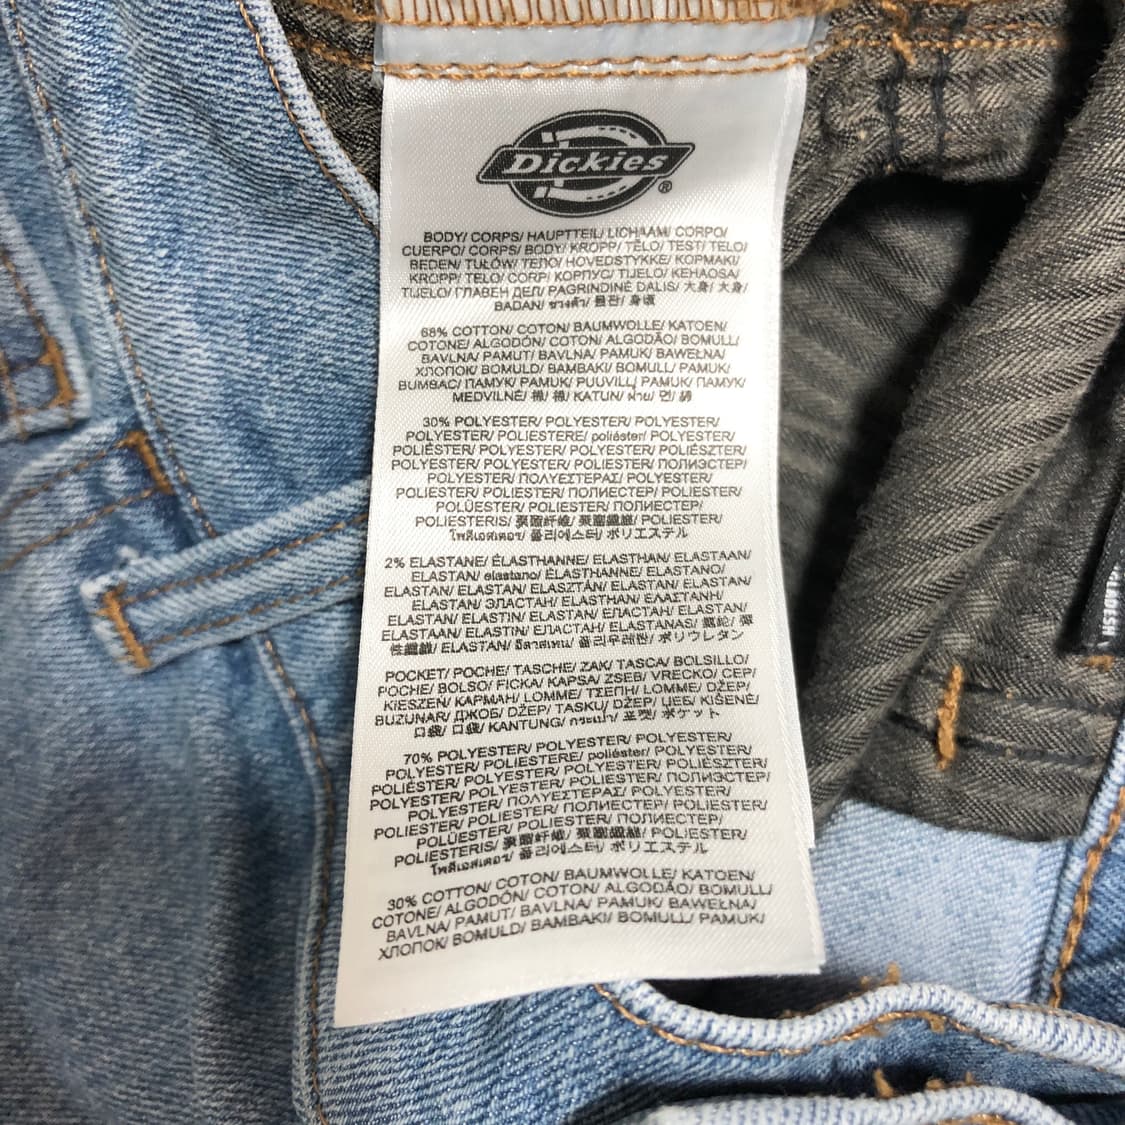 Dickies®
BODY/ CORPS/ HAUPTTEIL/ LICHAAM/ CORPO/
CUERPO/ CORPS/ BODY/ KROPP/ TĚLO/ TEST/ TELO/
BEDEN/ TUŁÓW/ ТЕЛО/ HOVEDSTYKKE/ ΚΟΡΜΑΚΙ/
KROPP/ TELO/ CORP/ КОРПУС/ TIJELO/ KEHAOSA/
TIJELO/ ГЛАВЕН ДЕЛ/ PAGRINDINĖ DALIS/ 大身/ 大身/
BADAN/ ช่วงตัว/ 몸판/ 身頃
68% COTTON/ COTON/ BAUMWOLLE/ KATOEN/
COTONE/ ALGODÓN/ COTON/ ALGODÃO/ BOMULL/
BAVLNA/ PAMUT/ BAVLNA/ PAMUK/ BAWEŁNA/
ХЛОПОК/ BOMULD/ ΒΑΜΒΑΚΙ/ BOMULL/ PAMUK/
BUMBAC/ ПАМУК/ PAMUK/ PUUVILL/ PAMUK/ ПАМУК/
MEDVILNĖ/ 棉/ 棉/ KATUN/ ฝ้าย/ 면/ 綿
30% POLYESTER/ POLYESTER/ POLYESTER/
POLYESTER/ POLIESTERE/ poliéster/ POLYESTER/
POLIÉSTER/ POLYESTER/ POLYESTER/ POLIÉSZTER/
POLYESTER/ POLYESTER/ POLIESTER/ ПОЛИЭСТЕР/
POLYESTER/ ΠΟΛΥΕΣΤΕΡΑΣ/ POLYESTER/
POLYESTER/ POLIESTER/ ПОЛИЕСТЕР/ POLIESTER/
POLÜESTER/ POLIESTER/ ПОЛИЕСТЕР/
POLIESTERIS/ 聚酯纤维/ 聚酯纖維/ POLIESTER/
โพลีเอสเตอร์/ 폴리에스터/ ポリエステル
2% ELASTANE/ ÉLASTHANNE/ ELASTHAN/ ELASTAAN/
ELASTAN/ elastano/ ÉLASTHANNE/ ELASTANO/
ELASTAN/ ELASTAN/ ELASZTÁN/ ELASTAN/ ELASTAN/
ELASTAN/ ЭЛАСТАН/ ELASTHAN/ ΕΛΑΣΤΑΝΗ/
ELASTAN/ ELASTIN/ ELASTAN/ ЕЛАСТАН/ ELASTAN/
ELASTAAN/ ELASTIN/ ЕЛАСТАН/ ELASTANAS/ 氨纶/ 彈
性纖維/ ELASTAN/ อีลาสเทน/ 폴리우레탄/ ポリウレタン
POCKET/ POCHE/ TASCHE/ ZAK/ TASCA/ BOLSILLO/
POCHE/ BOLSO/ FICKA/ KAPSA/ ZSEB/ VRECKO/ CEP/
KIESZEŃ/ КАРМАН/ LOMME/ ΤΣΕΠΗ/ LOMME/ DŽEP/
BUZUNAR/ ДЖОБ/ DŽEP/ TASKU/ DŽEP/ ЏЕБ/ KIŠENĖ/
口袋/ 口袋/ KANTUNG/ กระเป๋า/ 포켓/ ポケット
70% POLYESTER/ POLYESTER/ POLYESTER/
POLYESTER/ POLIESTERE/ poliéster/ POLYESTER/
POLIÉSTER/ POLYESTER/ POLYESTER/ POLIÉSZTER/
POLYESTER/ POLYESTER/ POLIESTER/ ПОЛИЭСТЕР/
POLYESTER/ ΠΟΛΥΕΣΤΕΡΑΣ/ POLYESTER/
POLYESTER/ POLIESTER/ ПОЛИЕСТЕР/ POLIESTER/
POLÜESTER/ POLIESTER/ ПОЛИЕСТЕР/
POLIESTERIS/ 聚酯纤维/ 聚酯纖維/ POLIESTER/
โพลีเอสเตอร์/ 폴리에스터/ ポリエステル
30% COTTON/ COTON/ BAUMWOLLE/ KATOEN/
COTONE/ ALGODÓN/ COTON/ ALGODÃO/ BOMULL/
BAVLNA/ PAMUT/ BAVLNA/ PAMUK/ BAWEŁNA/
ХЛОПОК/ BOMULD/ ΒΑΜΒΑΚΙ/ BOMULL/ PAMUK/